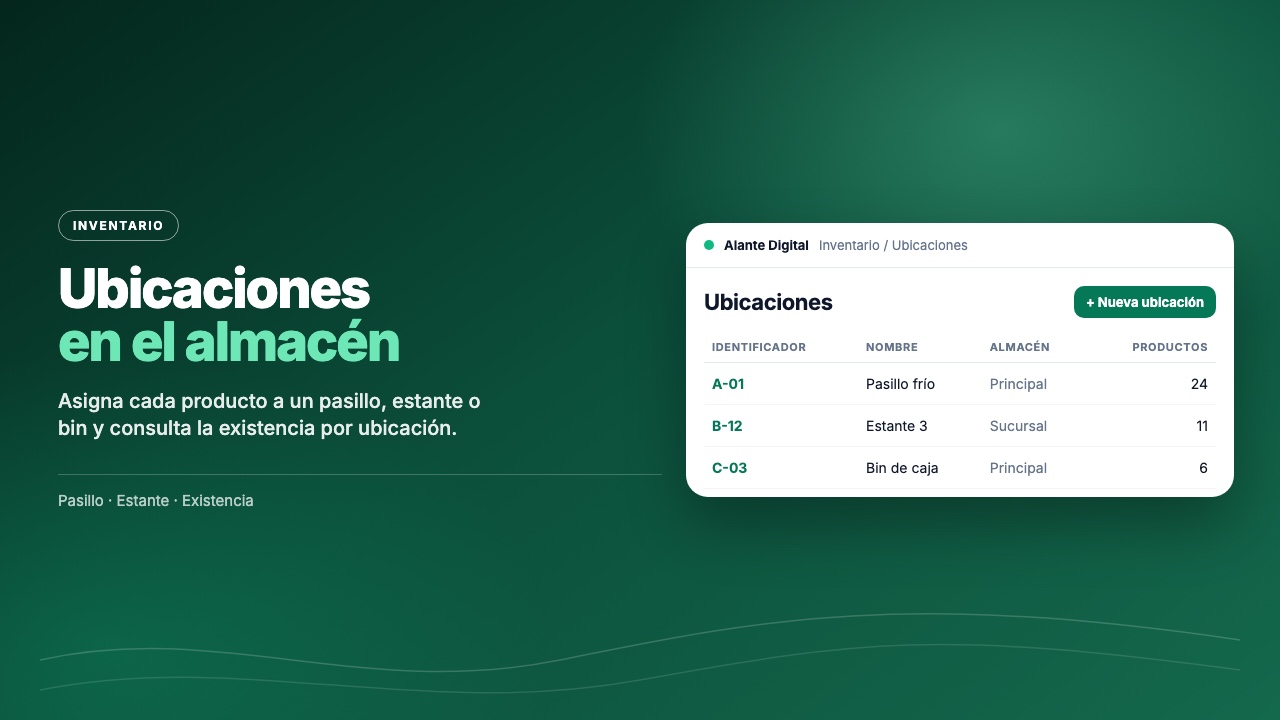 INVENTARIO
Ubicaciones
en el almacén
Asigna cada producto a un pasillo, estante o
bin y consulta la existencia por ubicación.
Pasillo · Estante · Existencia
Alante Digital Inventario / Ubicaciones
Ubicaciones + Nueva ubicación
IDENTIFICADOR NOMBRE ALMACÉN PRODUCTOS
A-01 Pasillo frío Principal 24
B-12 Estante 3 Sucursal 11
C-03 Bin de caja Principal 6